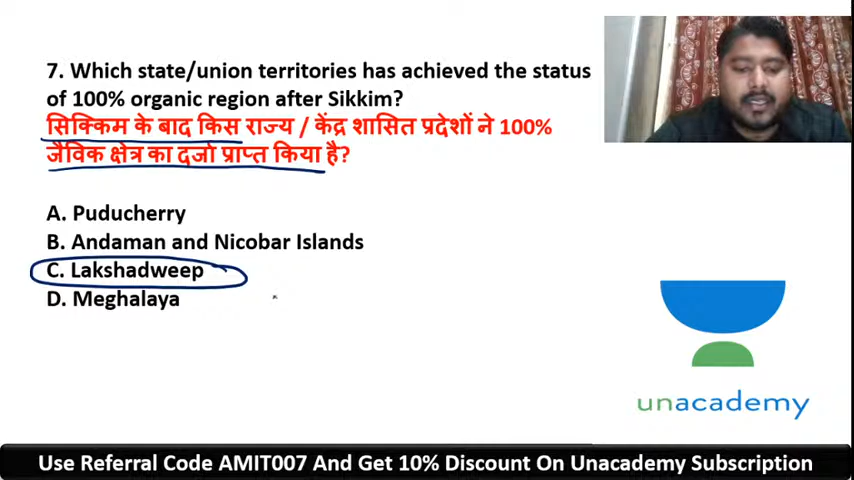 7. Which state/union territories has achieved the status
of 100% organic region after Sikkim?
सिक्किम के बाद किस राज्य / केंद्र शासित प्रदेशों ने 100%
जैविक क्षेत्र का दर्जा प्राप्त किया है?
A. Puducherry
B. Andaman and Nicobar Islands
C. Lakshadweep
D. Meghalaya
unacademy
Use Referral Code AMIT007 And Get 10% Discount On Unacademy Subscription